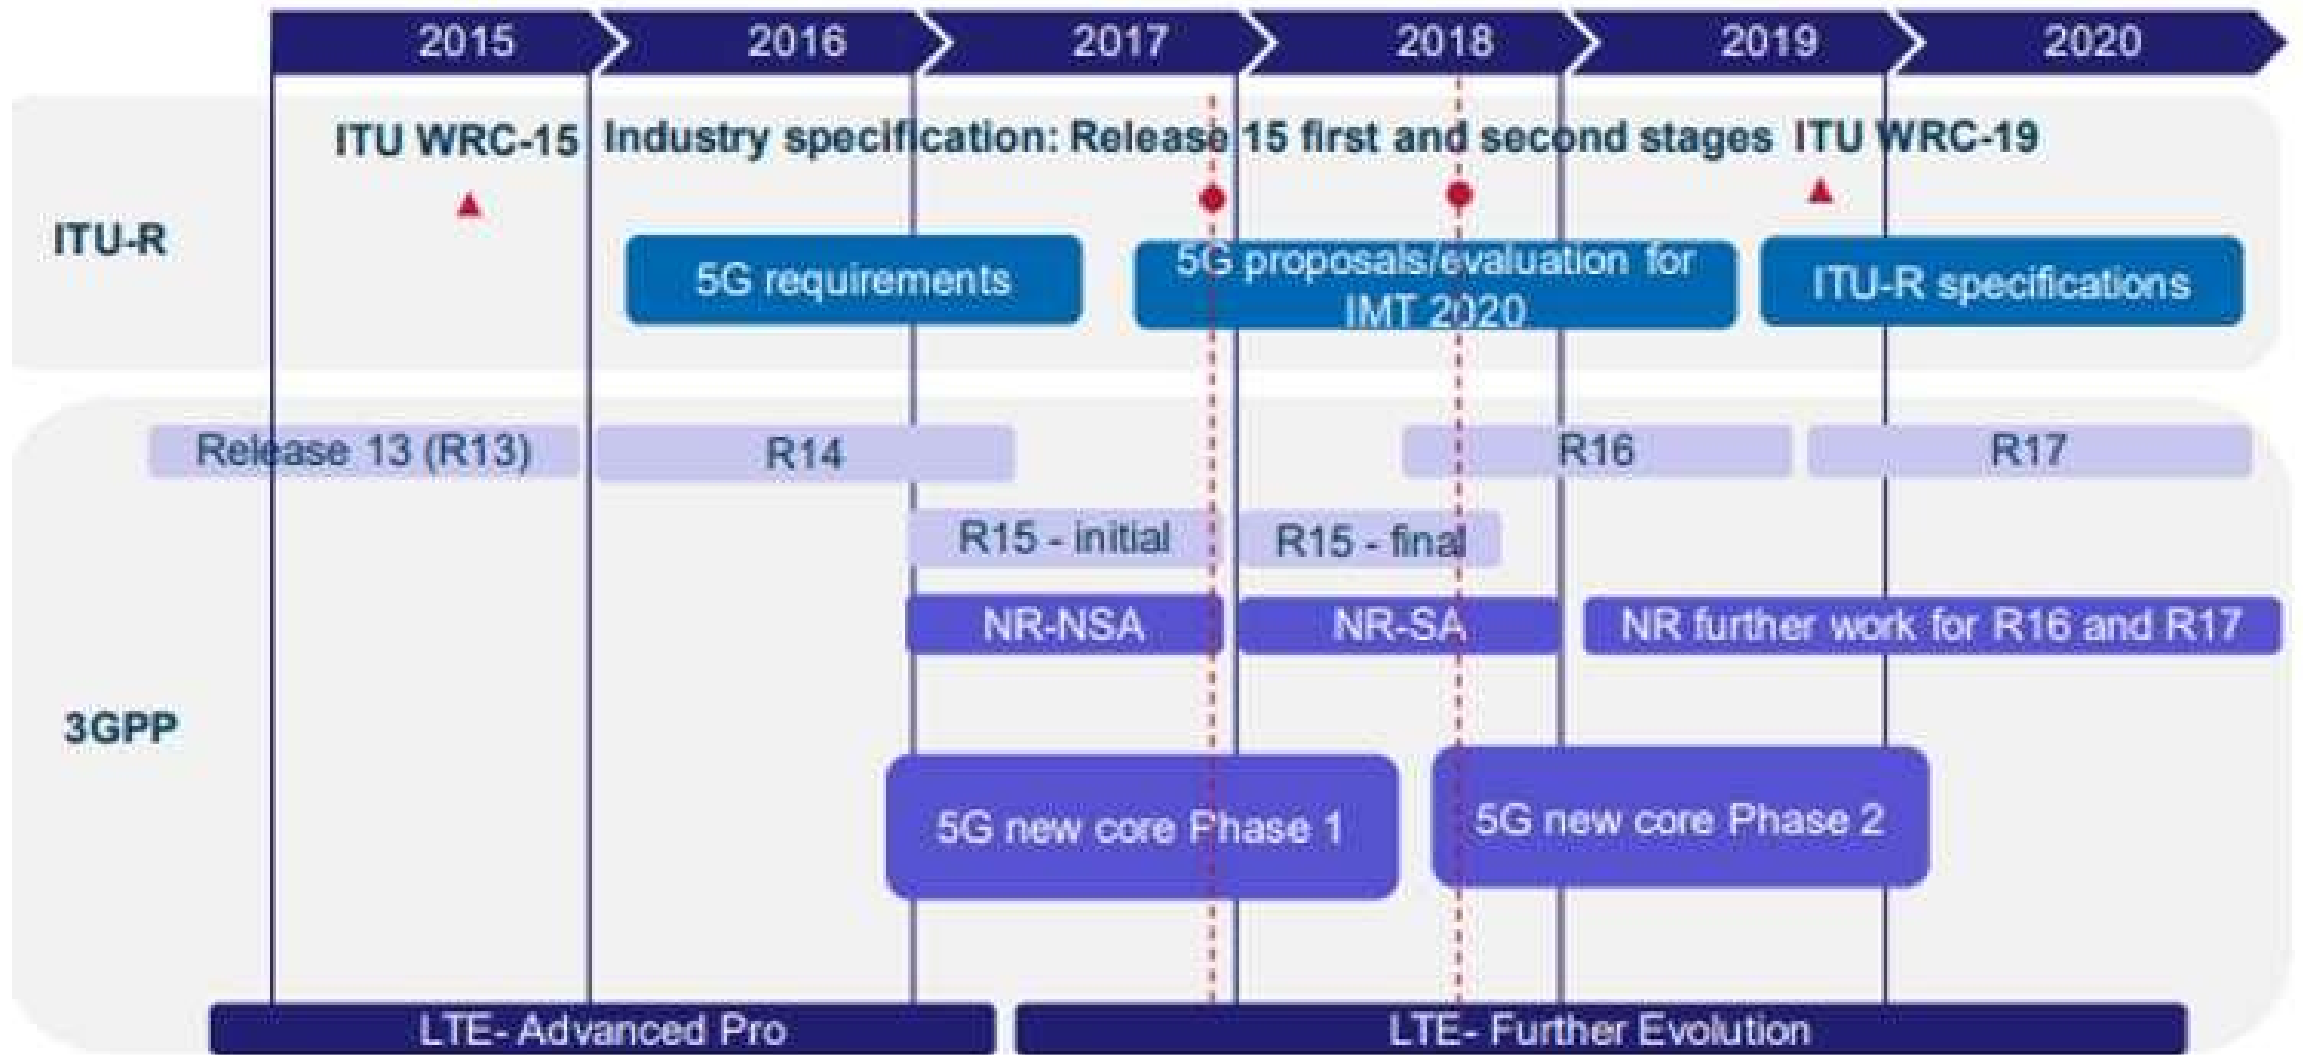 2015 2016 2017 2018 2019 2020
ITU WRC-15 Industry specification: Release 15 first and second stages ITU WRC-19
ITU-R
5G requirements
5G proposals/evaluation for
IMT 2020
ITU-R specifications
Release 13 (R13) R14 R16 R17
R15 - initial R15 - final
NR-NSA NR-SA NR further work for R16 and R17
3GPP
5G new core Phase 1 5G new core Phase 2
LTE- Advanced Pro LTE- Further Evolution